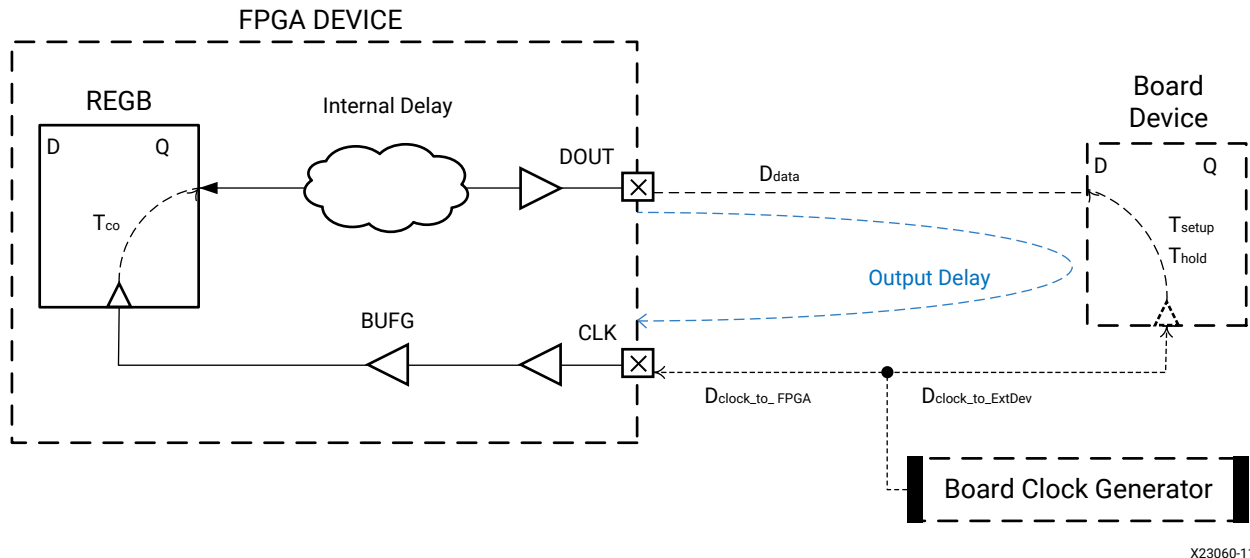 FPGA DEVICE
REGB
Internal Delay
Board
Device
D
Q
DOUT
Ddata
D
Q
Tco
Tsetup
Thold
Output Delay
BUFG
CLK
Dclock_to_ FPGA
Dclock_to_ExtDev
Board Clock Generator